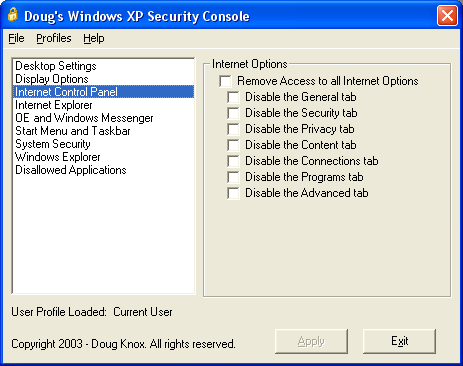 Doug's Windows XP Security Console
File Profiles Help
Desktop Settings
Display Options
Internet Control Panel
Internet Explorer
OE and Windows Messenger
Start Menu and Taskbar
System Security
Windows Explorer
Disallowed Applications
Internet Options
Remove Access to all Internet Options
Disable the General tab
Disable the Security tab
Disable the Privacy tab
Disable the Content tab
Disable the Connections tab
Disable the Programs tab
Disable the Advanced tab
User Profile Loaded: Current User
Copyright 2003 - Doug Knox. All rights reserved.
Apply
Exit